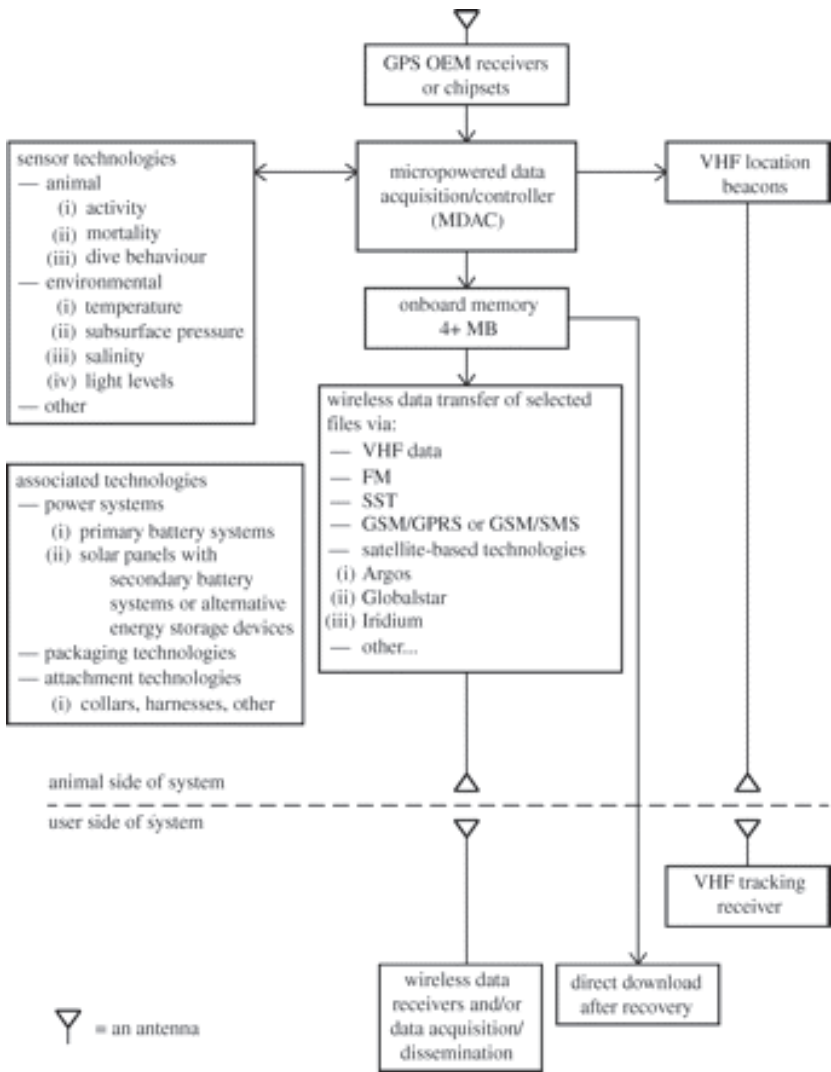 GPS OEM receivers
or chipsets
sensor technologies
— animal
(i) activity
(ii) mortality
(iii) dive behaviour
— environmental
(i) temperature
(ii) subsurface pressure
(iii) salinity
(iv) light levels
— other
micropowered data
acquisition/controller
(MDAC)
VHF location
beacons
onboard memory
4+ MB
wireless data transfer of selected
files via:
— VHF data
— FM
— SST
— GSM/GPRS or GSM/SMS
— satellite-based technologies
(i) Argos
(ii) Globalstar
(iii) Iridium
— other...
associated technologies
— power systems
(i) primary battery systems
(ii) solar panels with
secondary battery
systems or alternative
energy storage devices
— packaging technologies
— attachment technologies
(i) collars, harnesses, other
animal side of system
user side of system
VHF tracking
receiver
wireless data
receivers and/or
data acquisition/
dissemination
direct download
after recovery
= an antenna